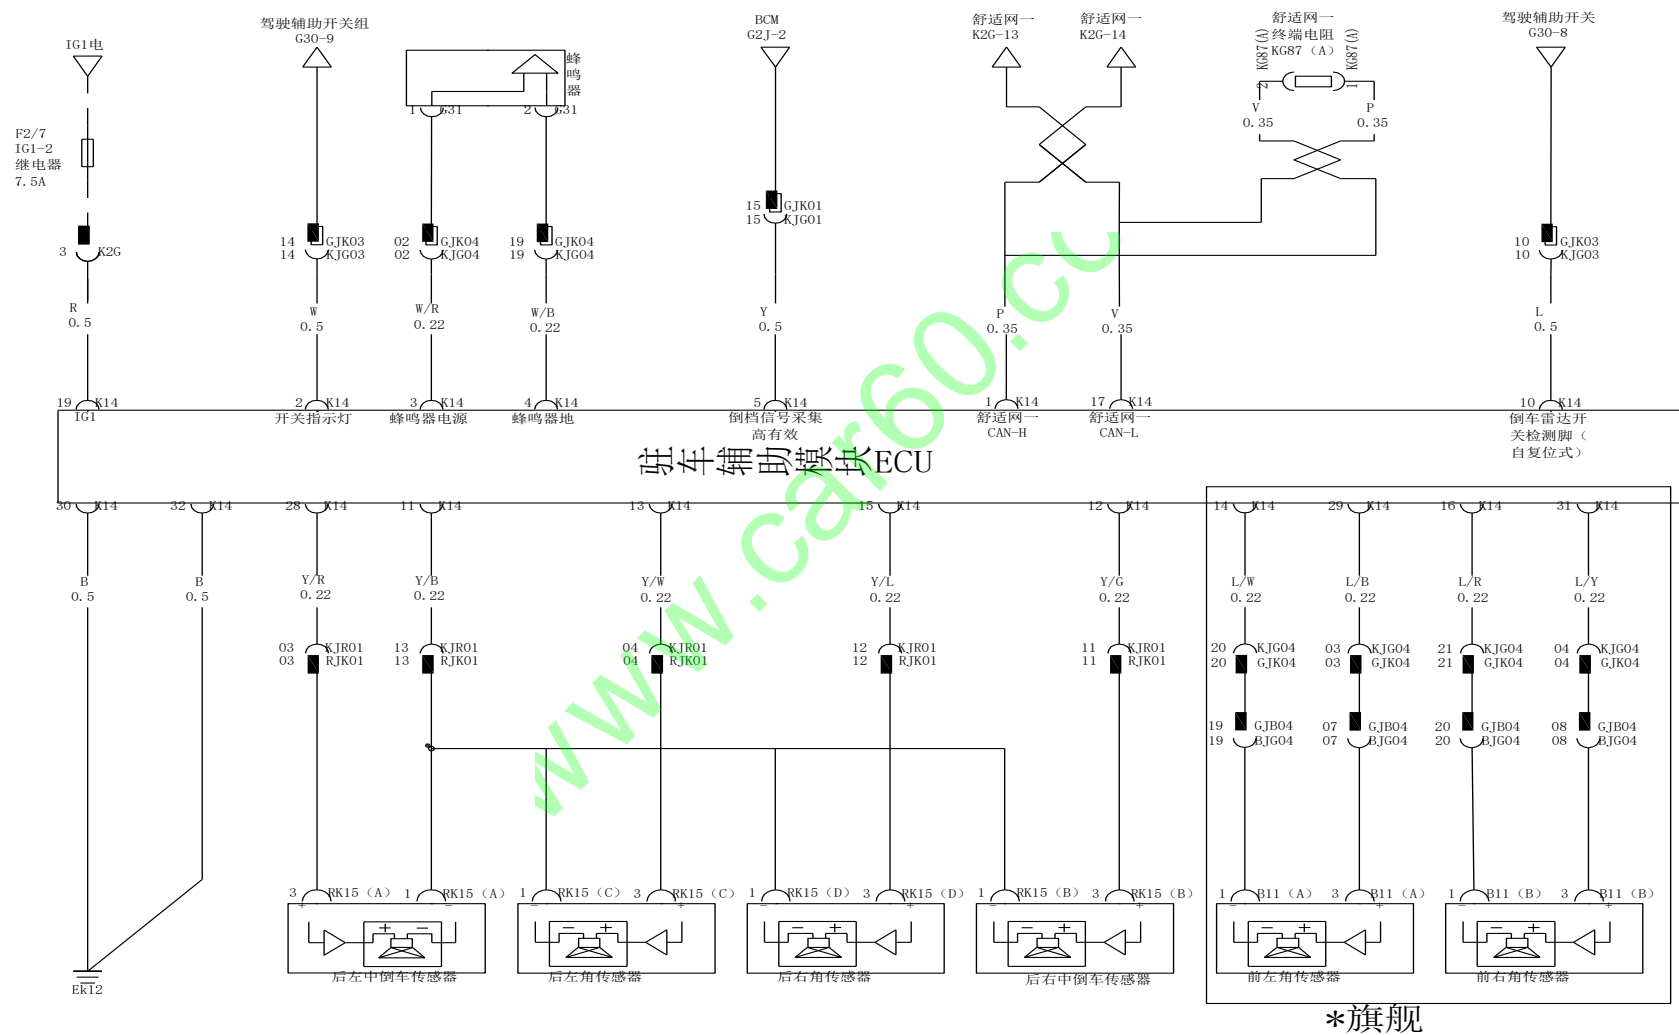 IG1电
驾驶辅助开关组
G30-9
蜂
鸣
器
BCM
G2J-2
舒适网一
K2G-13
舒适网一
K2G-14
舒适网一
终端电阻
KG87（A）
KG87(A)
KG87(A)
2
1
驾驶辅助开关
G30-8
1 G31
2 G31
V
0.35
P
0.35
F2/7
IG1-2
继电器
7.5A
15 GJK01
15 KJG01
3 K2G
14 GJK03
14 KJG03
02 GJK04
02 KJG04
19 GJK04
19 KJG04
10 GJK03
10 KJG03
R
0.5
W
0.5
W/R
0.22
W/B
0.22
Y
0.5
P
0.35
V
0.35
L
0.5
19 K14
IG1
2 K14
开关指示灯
3 K14
蜂鸣器电源
4 K14
蜂鸣器地
5 K14
倒档信号采集
高有效
1 K14
舒适网一
CAN-H
17 K14
舒适网一
CAN-L
10 K14
倒车雷达开
关检测脚（
自复位式）
驻车辅助模块ECU
30 K14
32 K14
28 K14
11 K14
13 K14
15 K14
12 K14
14 K14
29 K14
16 K14
31 K14
B
0.5
B
0.5
Y/R
0.22
Y/B
0.22
Y/W
0.22
Y/L
0.22
Y/G
0.22
L/W
0.22
L/B
0.22
L/R
0.22
L/Y
0.22
03 KJR01
03 RJK01
13 KJR01
13 RJK01
04 KJR01
04 RJK01
12 KJR01
12 RJK01
11 KJR01
11 RJK01
20 KJG04
20 GJK04
03 KJG04
03 GJK04
21 KJG04
21 GJK04
04 KJG04
04 GJK04
19 GJB04
19 BJG04
07 GJB04
07 BJG04
20 GJB04
20 BJG04
08 GJB04
08 BJG04
3 RK15（A）
1 RK15（A）
1 RK15（C）
3 RK15（C）
1 RK15（D）
3 RK15（D）
1 RK15（B）
3 RK15（B）
1 B11（A）
3 B11（A）
1 B11（B）
3 B11（B）
+ -
- +
- +
- +
- +
- +
+ -
- +
- +
- +
- +
- +
后左中倒车传感器
后左角传感器
后右角传感器
后右中倒车传感器
前左角传感器
前右角传感器
Ek12
*旗舰
www.car60.co